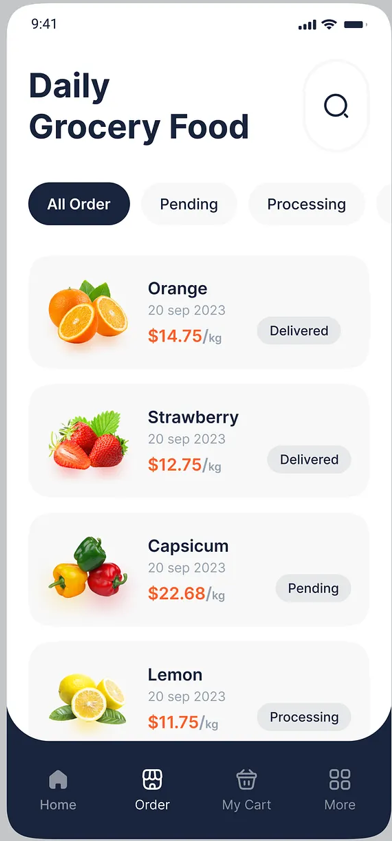 9:41
Daily
Grocery Food
All Order
Pending
Processing
Orange
20 sep 2023
$14.75/kg
Delivered
Strawberry
20 sep 2023
$12.75/kg
Delivered
Capsicum
20 sep 2023
$22.68/kg
Pending
Lemon
20 sep 2023
$11.75/kg
Processing
Home
Order
My Cart
More